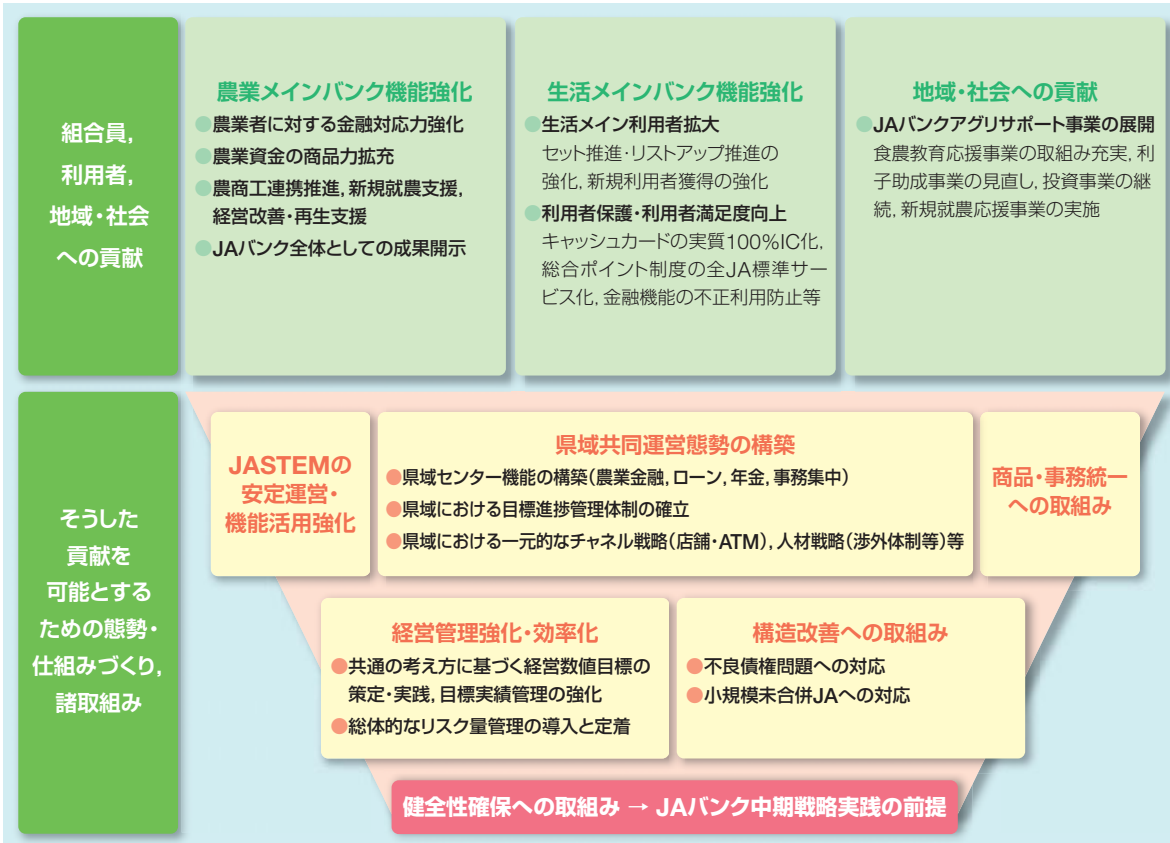 組合員,
利用者,
地域・社会
への貢献
農業メインバンク機能強化
●農業者に対する金融対応力強化
●農業資金の商品力拡充
●農商工連携推進, 新規就農支援,
経営改善・再生支援
●JAバンク全体としての成果開示
生活メインバンク機能強化
●生活メイン利用者拡大
セット推進・リストアップ推進の
強化, 新規利用者獲得の強化
●利用者保護・利用者満足度向上
キャッシュカードの実質100%IC化,
総合ポイント制度の全JA標準サー
ビス化, 金融機能の不正利用防止等
地域・社会への貢献
●JAバンクアグリサポート事業の展開
食農教育応援事業の取組み充実, 利
子助成事業の見直し, 投資事業の継
続, 新規就農応援事業の実施
そうした
貢献を
可能とする
ための態勢・
仕組みづくり,
諸取組み
JASTEMの
安定運営・
機能活用強化
県域共同運営態勢の構築
●県域センター機能の構築(農業金融, ローン, 年金, 事務集中)
●県域における目標進捗管理体制の確立
●県域における一元的なチャネル戦略(店舗・ATM), 人材戦略(渉外体制等)等
商品・事務統一
への取組み
経営管理強化・効率化
●共通の考え方に基づく経営数値目標の
策定・実践, 目標実績管理の強化
●総体的なリスク量管理の導入と定着
構造改善への取組み
●不良債権問題への対応
●小規模未合併JAへの対応
健全性確保への取組み → JAバンク中期戦略実践の前提